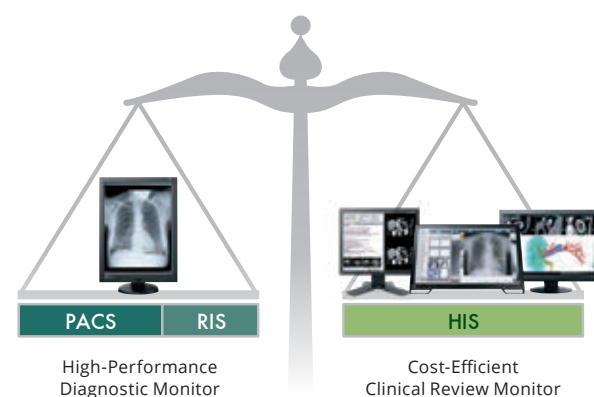 PACS RIS
HIS
High-Performance
Diagnostic Monitor
Cost-Efficient
Clinical Review Monitor